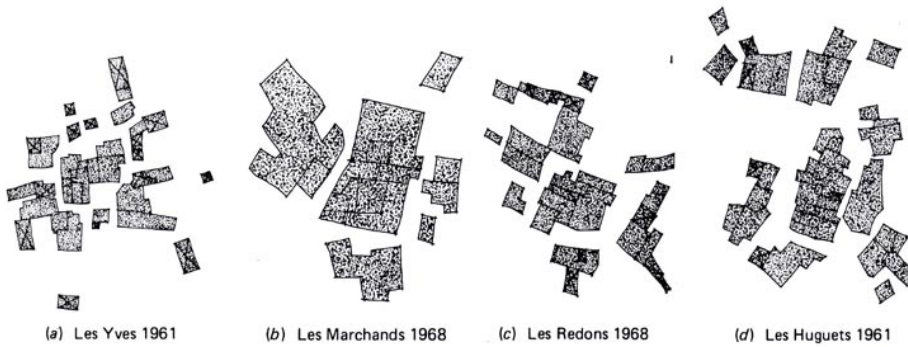 (a) Les Yves 1961
(b) Les Marchands 1968
(c) Les Redons 1968
(d) Les Huguets 1961